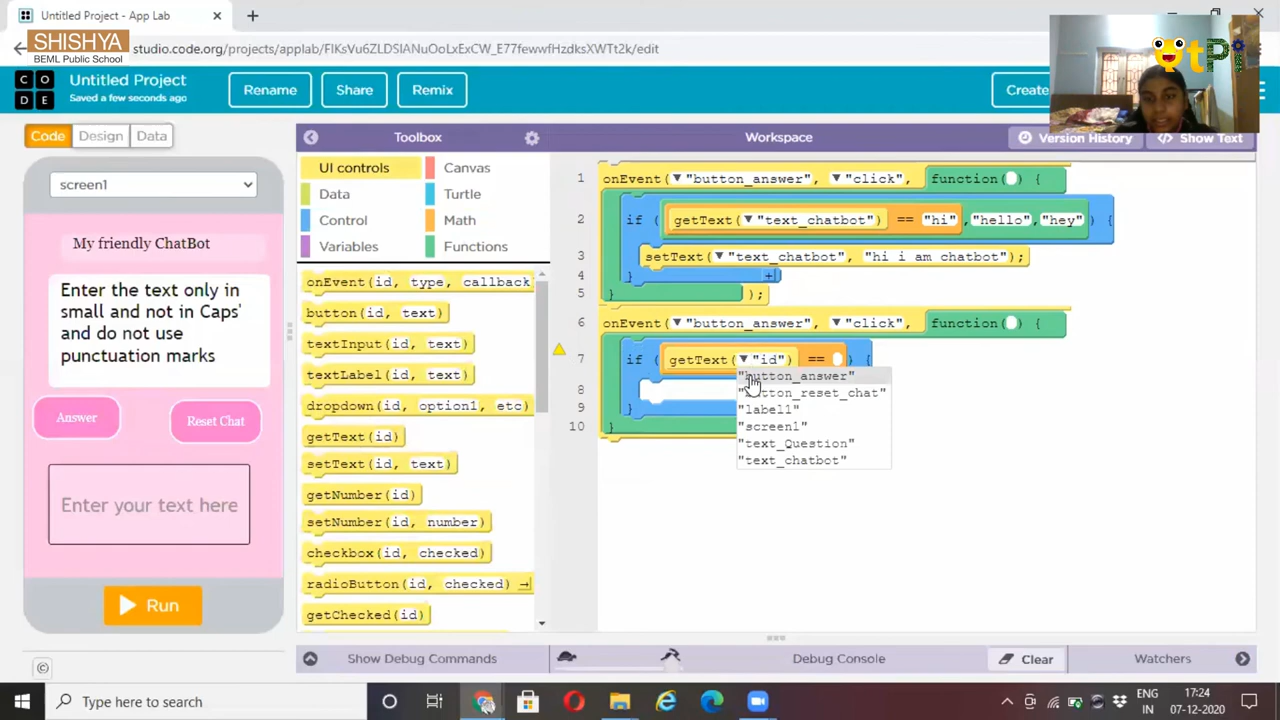 Untitled Project - App Lab
SHISHYA
BEML Public School
studio.code.org/projects/applab/FIKsVu6ZLDSIANuOoLxExCW_E77fewwfHzdksXWTt2k/edit
QtPi
CO
DE
Untitled Project
Saved a few seconds ago
Rename
Share
Remix
Create
Code
Design
Data
Toolbox
Workspace
Version History
</> Show Text
screen1
My friendly ChatBot
Enter the text only in
small and not in Caps'
and do not use
punctuation marks
Answer
Reset Chat
Enter your text here
Run
UI controls
Canvas
Data
Turtle
Control
Math
Variables
Functions
onEvent(id, type, callback
button(id, text)
textInput(id, text)
textLabel(id, text)
dropdown(id, option1, etc)
getText(id)
setText(id, text)
getNumber(id)
setNumber(id, number)
checkbox(id, checked)
radioButton(id, checked)
getChecked(id)
1 onEvent(▼"button_answer", ▼"click", function() {
2 if (getText(▼"text_chatbot") == "hi","hello","hey") {
3 setText(▼"text_chatbot", "hi i am chatbot");
4 } +
5 });
6 onEvent(▼"button_answer", ▼"click", function() {
7 if (getText(▼"id") == ) {
8
9 }
10 }
"button_answer"
"button_reset_chat"
"label1"
"screen1"
"text_Question"
"text_chatbot"
Show Debug Commands
Debug Console
Clear
Watchers
Type here to search
ENG
IN
17:24
07-12-2020